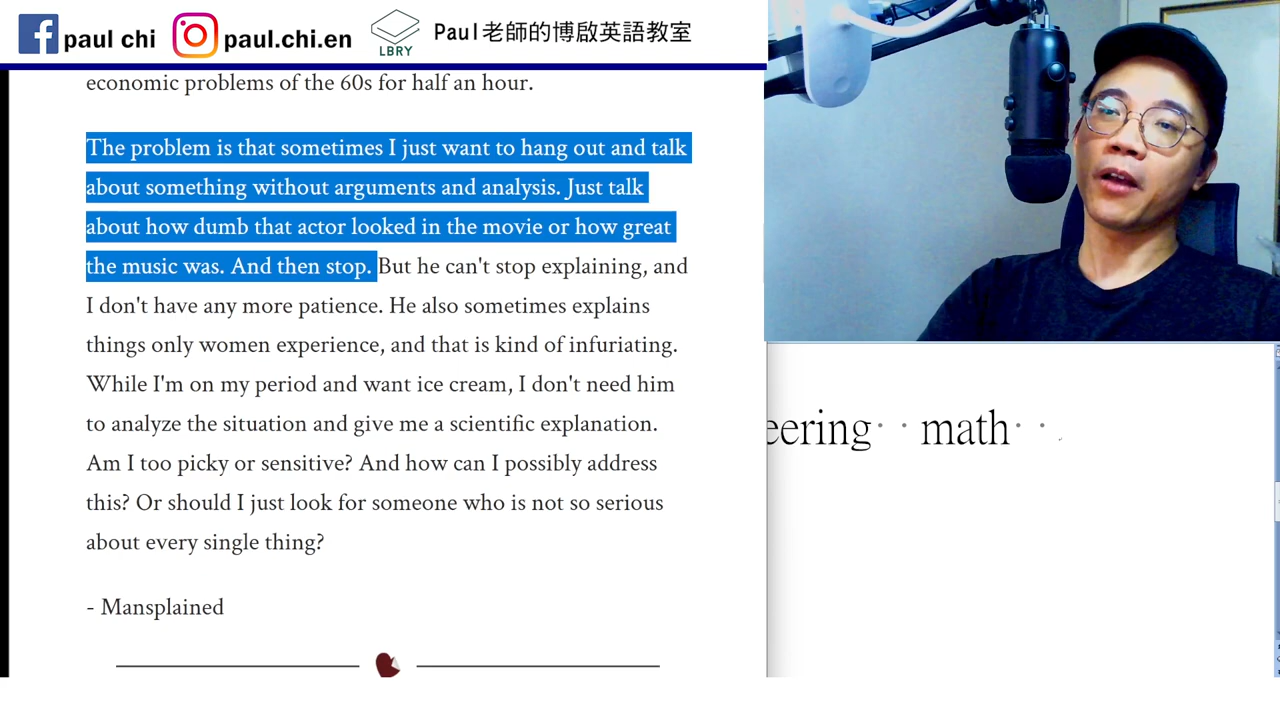 paul chi
paul.chi.en
LBRY
Paul老師的博啟英語教室
economic problems of the 60s for half an hour.
The problem is that sometimes I just want to hang out and talk
about something without arguments and analysis. Just talk
about how dumb that actor looked in the movie or how great
the music was. And then stop. But he can't stop explaining, and
I don't have any more patience. He also sometimes explains
things only women experience, and that is kind of infuriating.
While I'm on my period and want ice cream, I don't need him
to analyze the situation and give me a scientific explanation.
Am I too picky or sensitive? And how can I possibly address
this? Or should I just look for someone who is not so serious
about every single thing?
- Mansplained
eering·· math··